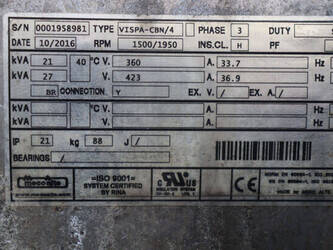 S/N 0001958981 TYPE VISPA-CBN/4 PHASE 3 DUTY
DATE 10/2016 RPM 1500/1950 INS.CL. H PF
kVA 21 40 °C V. 360 A. 33.7 Hz
kVA 27 V. 423 A. 36.9 Hz
BR CONNECTION Y EX. V. / EX. A. /
kVA °C V. A. Hz
kVA V. A. Hz
IP 21 kg 88 J /
BEARINGS /
mecc alte
=ISO 9001=
SYSTEM CERTIFIED
BY RINA
C US
CE